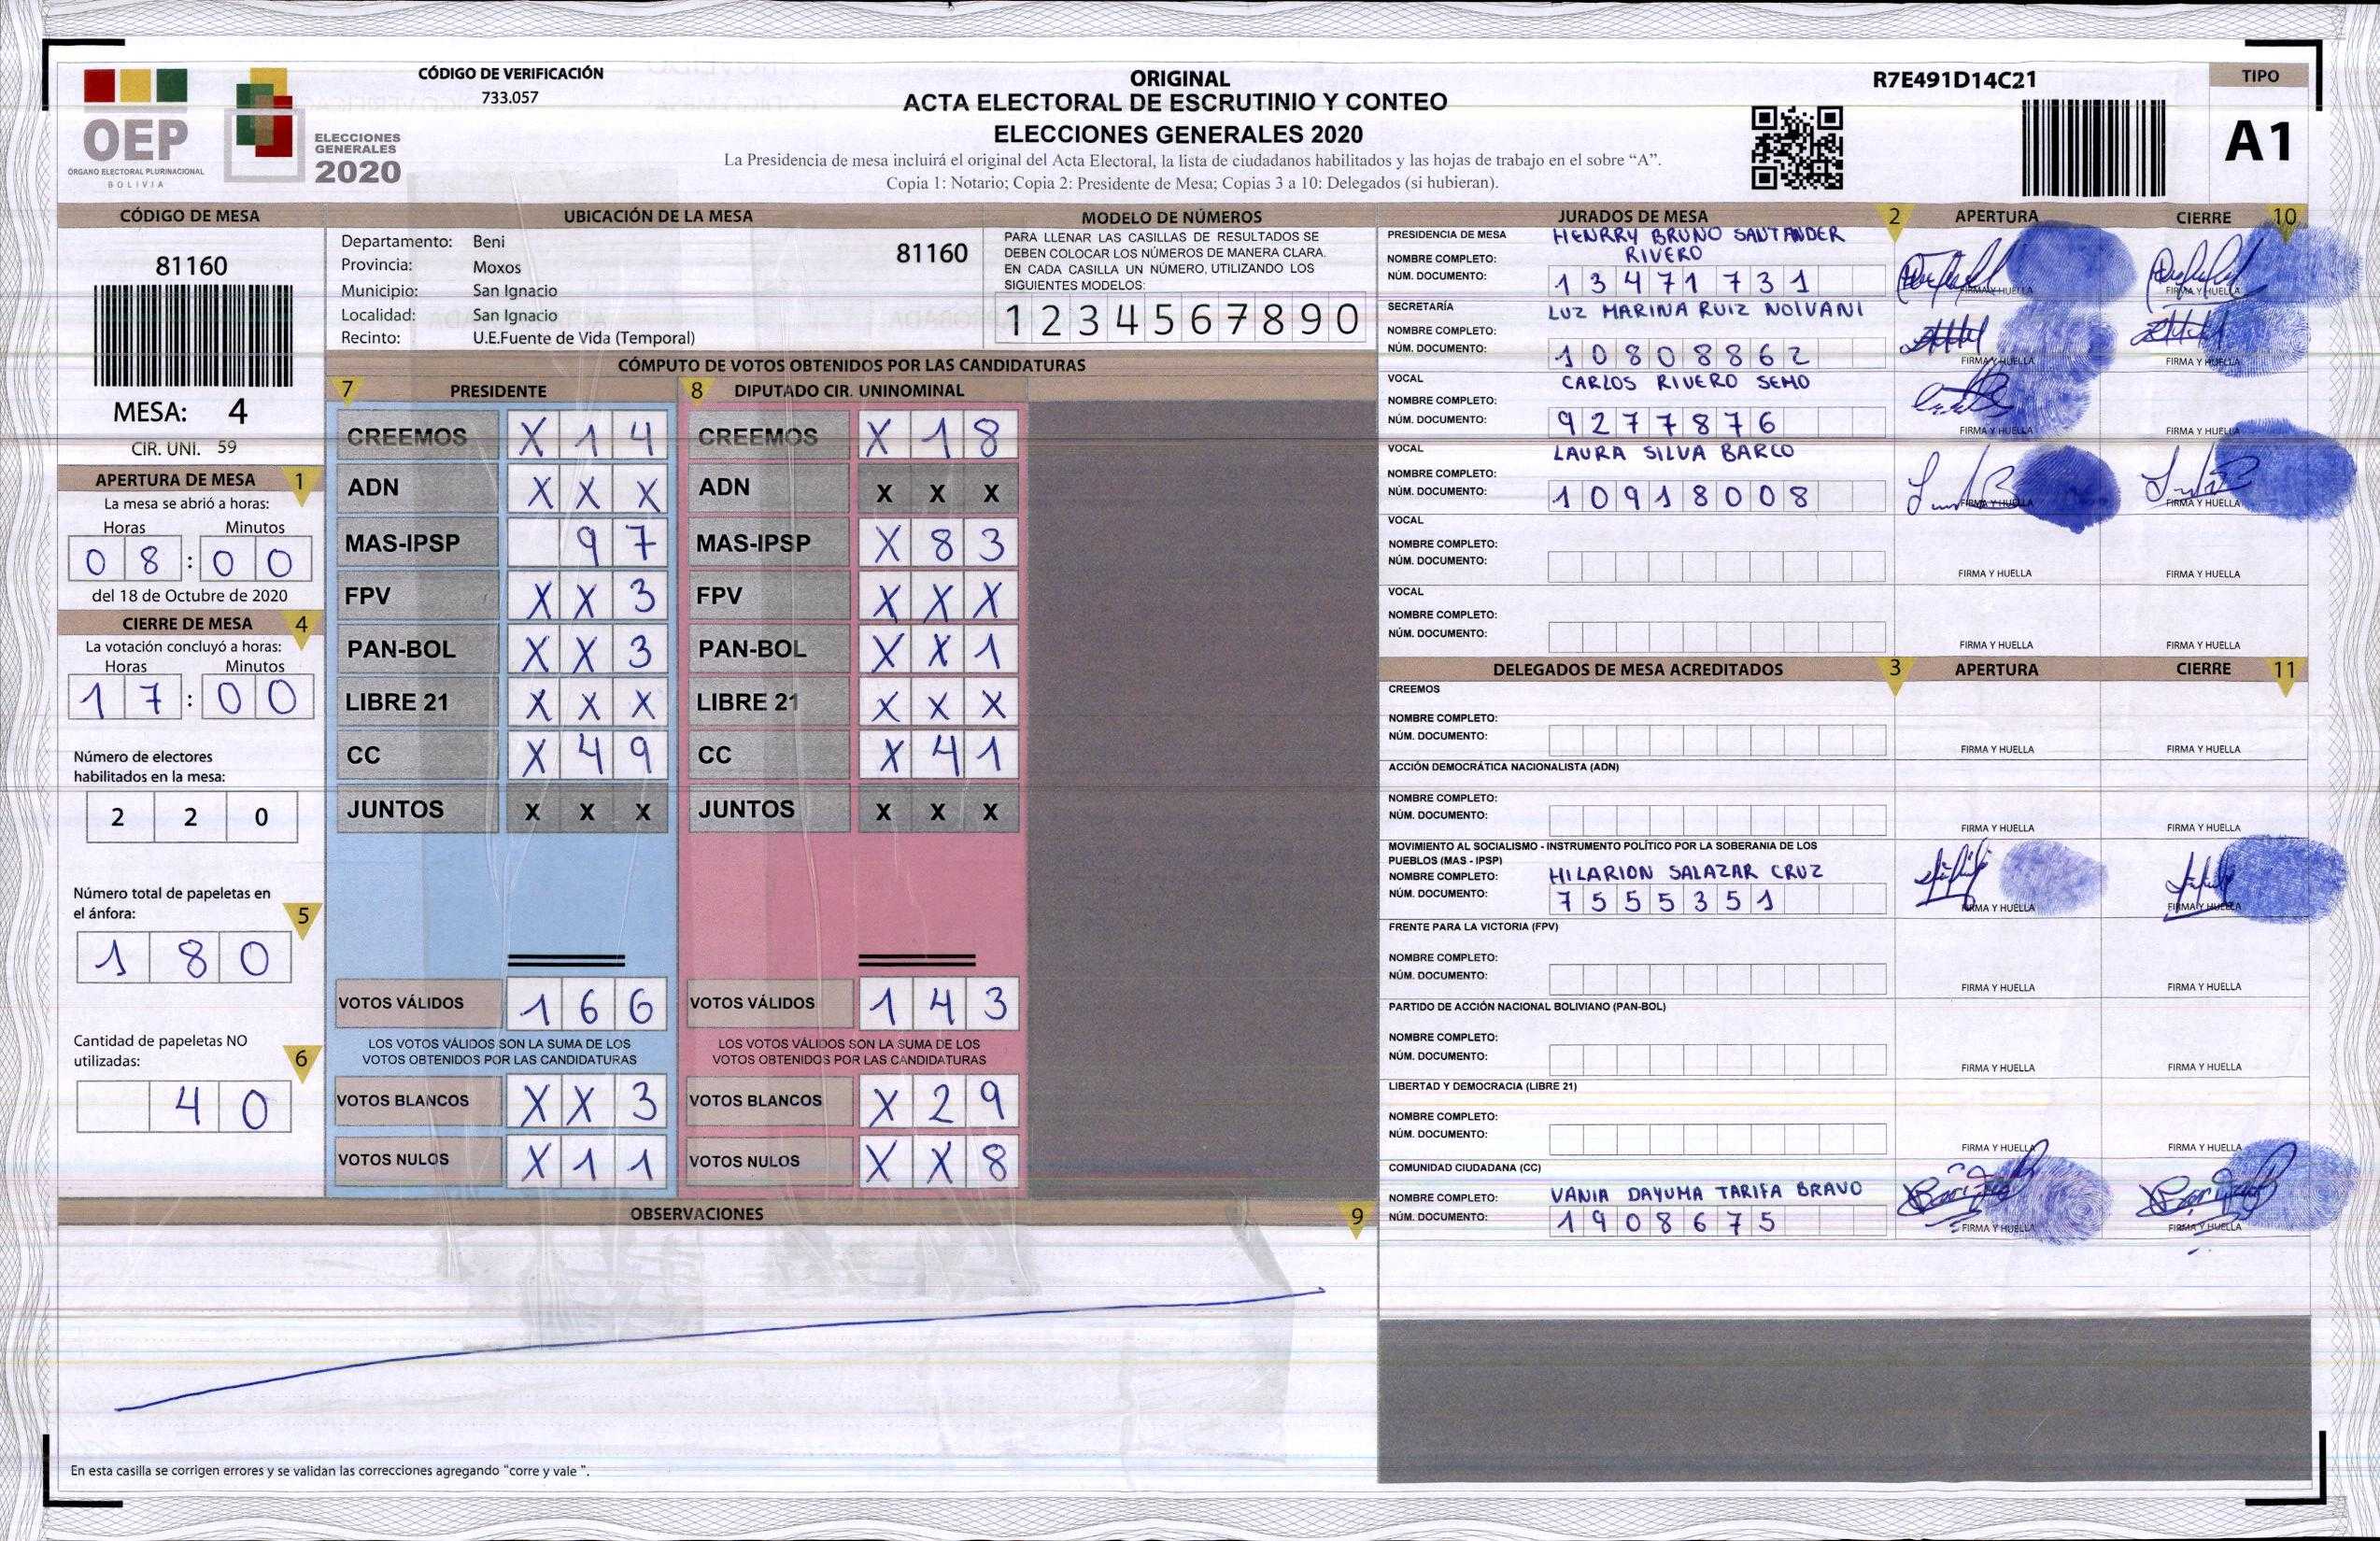 OEP
ÓRGANO ELECTORAL PLURINACIONAL
BOLIVIA
ELECCIONES
GENERALES
2020
CÓDIGO DE VERIFICACIÓN
733.057
ORIGINAL
ACTA ELECTORAL DE ESCRUTINIO Y CONTEO
ELECCIONES GENERALES 2020
La Presidencia de mesa incluirá el original del Acta Electoral, la lista de ciudadanos habilitados y las hojas de trabajo en el sobre “A”.
Copia 1: Notario; Copia 2: Presidente de Mesa; Copias 3 a 10: Delegados (si hubieran).
R7E491D14C21
TIPO
A1
CÓDIGO DE MESA
81160
MESA: 4
CIR. UNI. 59
APERTURA DE MESA 1
La mesa se abrió a horas:
Horas Minutos
0 8 : 0 0
del 18 de Octubre de 2020
CIERRE DE MESA 4
La votación concluyó a horas:
Horas Minutos
1 7 : 0 0
Número de electores
habilitados en la mesa:
2 2 0
Número total de papeletas en
el ánfora: 5
1 8 0
Cantidad de papeletas NO
utilizadas: 6
4 0
UBICACIÓN DE LA MESA
Departamento: Beni 81160
Provincia: Moxos
Municipio: San Ignacio
Localidad: San Ignacio
Recinto: U.E.Fuente de Vida (Temporal)
MODELO DE NÚMEROS
PARA LLENAR LAS CASILLAS DE RESULTADOS SE
DEBEN COLOCAR LOS NÚMEROS DE MANERA CLARA.
EN CADA CASILLA UN NÚMERO, UTILIZANDO LOS
SIGUIENTES MODELOS:
1 2 3 4 5 6 7 8 9 0
CÓMPUTO DE VOTOS OBTENIDOS POR LAS CANDIDATURAS
7 PRESIDENTE 8 DIPUTADO CIR. UNINOMINAL
CREEMOS X 1 4 CREEMOS X 1 8
ADN X X X ADN X X X
MAS-IPSP 9 7 MAS-IPSP X 8 3
FPV X X 3 FPV X X X
PAN-BOL X X 3 PAN-BOL X X 1
LIBRE 21 X X X LIBRE 21 X X X
CC X 4 9 CC X 4 1
JUNTOS X X X JUNTOS X X X
VOTOS VÁLIDOS 1 6 6 VOTOS VÁLIDOS 1 4 3
LOS VOTOS VÁLIDOS SON LA SUMA DE LOS LOS VOTOS VÁLIDOS SON LA SUMA DE LOS
VOTOS OBTENIDOS POR LAS CANDIDATURAS VOTOS OBTENIDOS POR LAS CANDIDATURAS
VOTOS BLANCOS X X 3 VOTOS BLANCOS X 2 9
VOTOS NULOS X 1 1 VOTOS NULOS X X 8
OBSERVACIONES 9
En esta casilla se corrigen errores y se validan las correcciones agregando “corre y vale ”.
JURADOS DE MESA 2 APERTURA CIERRE 10
PRESIDENCIA DE MESA HENRRY BRUNO SANTANDER
NOMBRE COMPLETO: RIVERO
NÚM. DOCUMENTO: 1 3 4 7 1 7 3 1 FIRMA Y HUELLA FIRMA Y HUELLA
SECRETARÍA LUZ MARINA RUIZ NOIVANI
NOMBRE COMPLETO:
NÚM. DOCUMENTO: 1 0 8 0 8 8 6 2 FIRMA Y HUELLA FIRMA Y HUELLA
VOCAL CARLOS RIVERO SEMO
NOMBRE COMPLETO:
NÚM. DOCUMENTO: 9 2 7 7 8 7 6 FIRMA Y HUELLA FIRMA Y HUELLA
VOCAL LAURA SILVA BARCO
NOMBRE COMPLETO:
NÚM. DOCUMENTO: 1 0 9 1 8 0 0 8 FIRMA Y HUELLA FIRMA Y HUELLA
VOCAL
NOMBRE COMPLETO:
NÚM. DOCUMENTO: FIRMA Y HUELLA FIRMA Y HUELLA
VOCAL
NOMBRE COMPLETO:
NÚM. DOCUMENTO: FIRMA Y HUELLA FIRMA Y HUELLA
DELEGADOS DE MESA ACREDITADOS 3 APERTURA CIERRE 11
CREEMOS
NOMBRE COMPLETO:
NÚM. DOCUMENTO: FIRMA Y HUELLA FIRMA Y HUELLA
ACCIÓN DEMOCRÁTICA NACIONALISTA (ADN)
NOMBRE COMPLETO:
NÚM. DOCUMENTO: FIRMA Y HUELLA FIRMA Y HUELLA
MOVIMIENTO AL SOCIALISMO - INSTRUMENTO POLÍTICO POR LA SOBERANIA DE LOS
PUEBLOS (MAS - IPSP)
NOMBRE COMPLETO: HILARION SALAZAR CRUZ
NÚM. DOCUMENTO: 7 5 5 5 3 5 1 FIRMA Y HUELLA FIRMA Y HUELLA
FRENTE PARA LA VICTORIA (FPV)
NOMBRE COMPLETO:
NÚM. DOCUMENTO: FIRMA Y HUELLA FIRMA Y HUELLA
PARTIDO DE ACCIÓN NACIONAL BOLIVIANO (PAN-BOL)
NOMBRE COMPLETO:
NÚM. DOCUMENTO: FIRMA Y HUELLA FIRMA Y HUELLA
LIBERTAD Y DEMOCRACIA (LIBRE 21)
NOMBRE COMPLETO:
NÚM. DOCUMENTO: FIRMA Y HUELLA FIRMA Y HUELLA
COMUNIDAD CIUDADANA (CC)
NOMBRE COMPLETO: VANIA DAYUMA TARIFA BRAVO
NÚM. DOCUMENTO: 1 9 0 8 6 7 5 FIRMA Y HUELLA FIRMA Y HUELLA